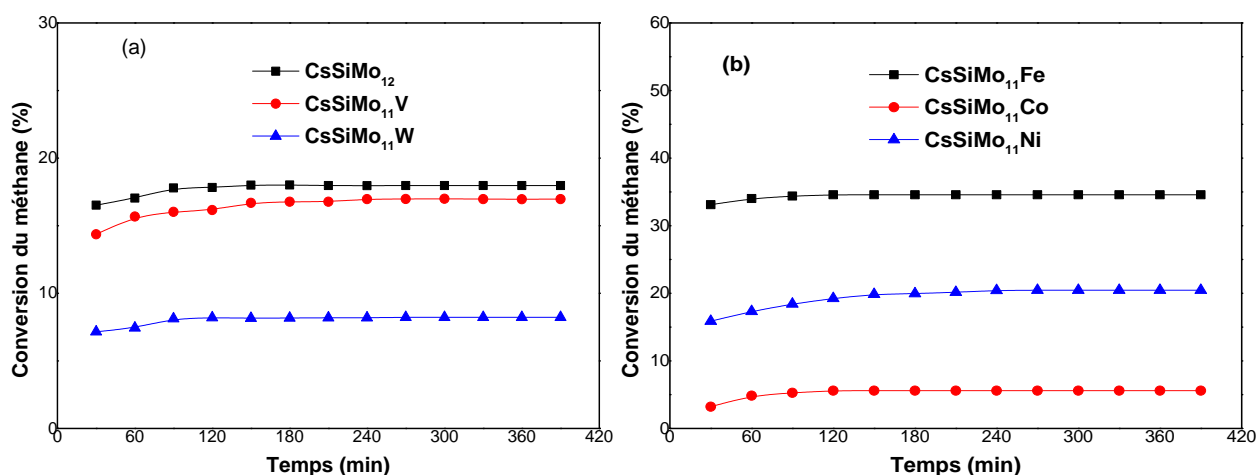 (a)
CsSiMo₁₂
CsSiMo₁₁V
CsSiMo₁₁W
Conversion du méthane (%)
30
20
10
0
0 60 120 180 240 300 360 420
Temps (min)
(b)
CsSiMo₁₁Fe
CsSiMo₁₁Co
CsSiMo₁₁Ni
Conversion du méthane (%)
60
50
40
30
20
10
0
0 60 120 180 240 300 360 420
Temps (min)